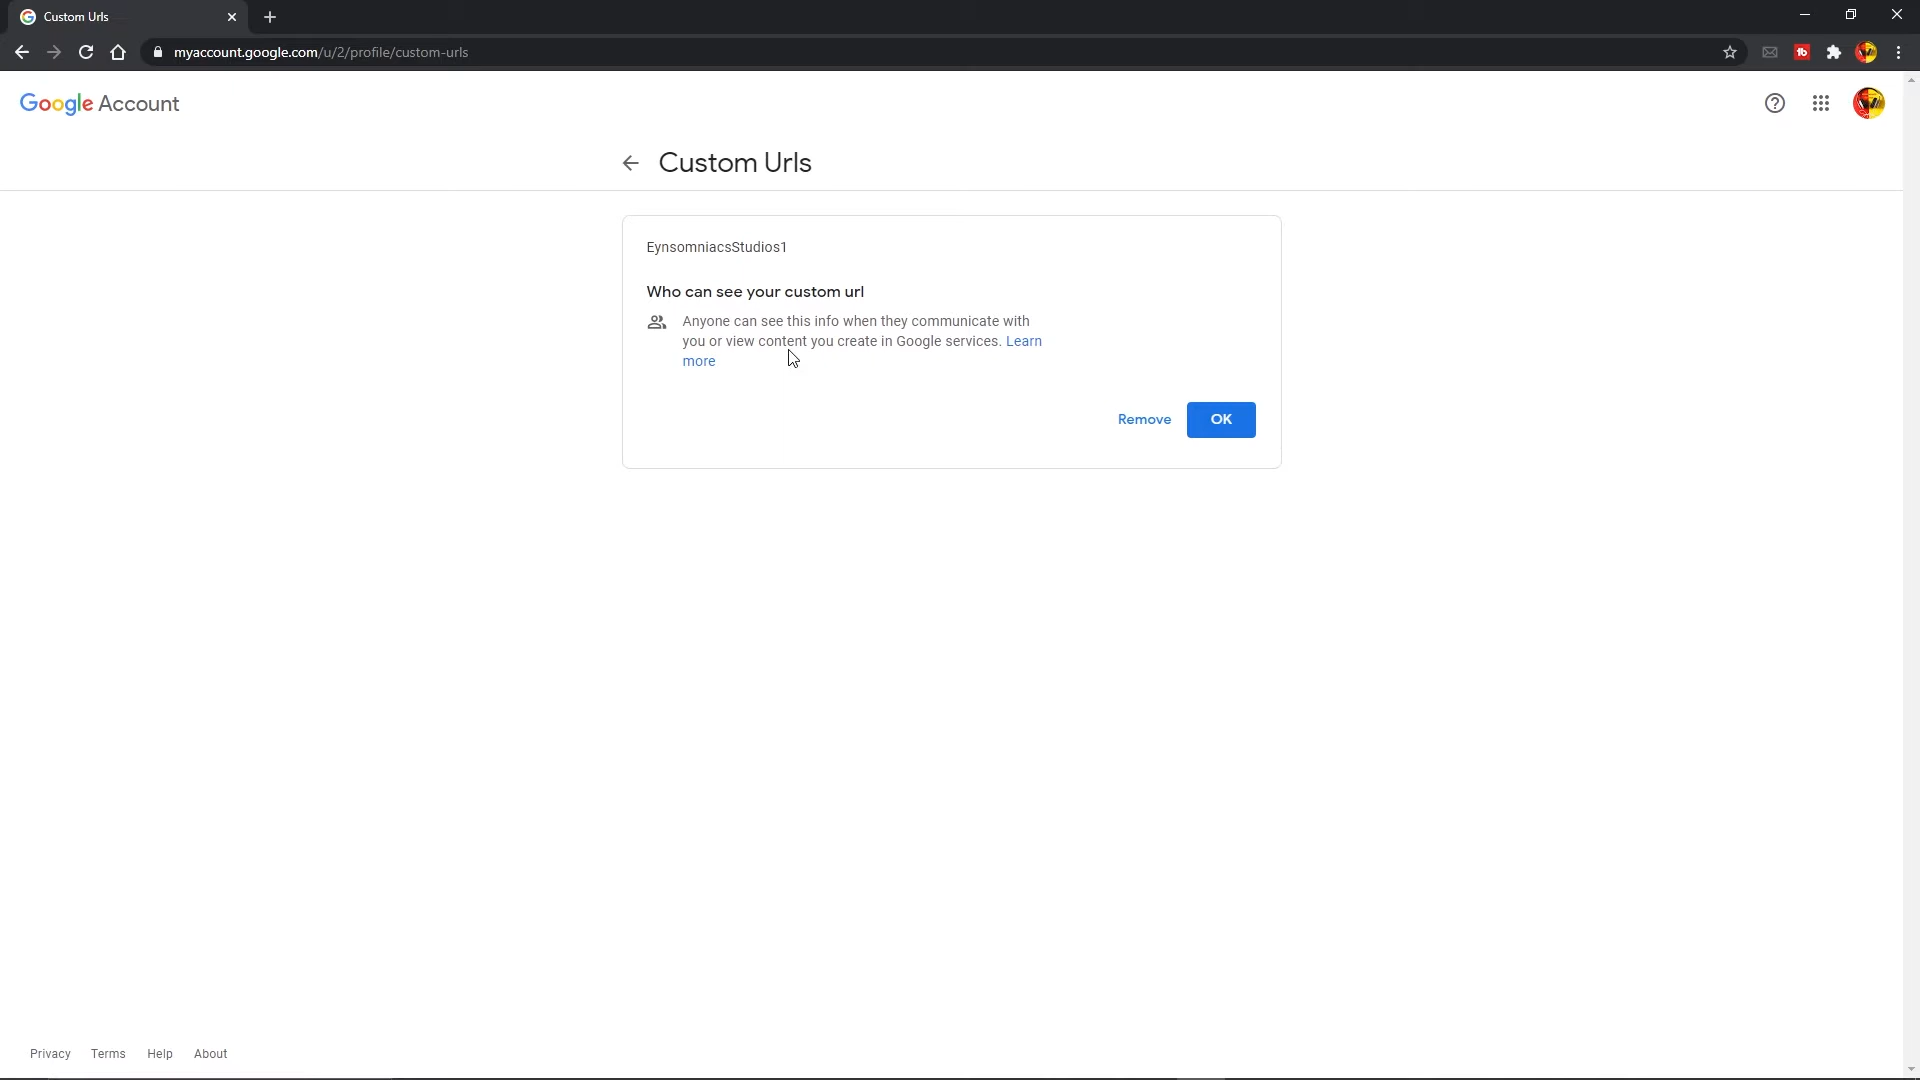 Custom Urls
myaccount.google.com/u/2/profile/custom-urls
Google Account
Custom Urls
EynsomniacsStudios1
Who can see your custom url
Anyone can see this info when they communicate with
you or view content you create in Google services. Learn
more
Remove
OK
Privacy
Terms
Help
About